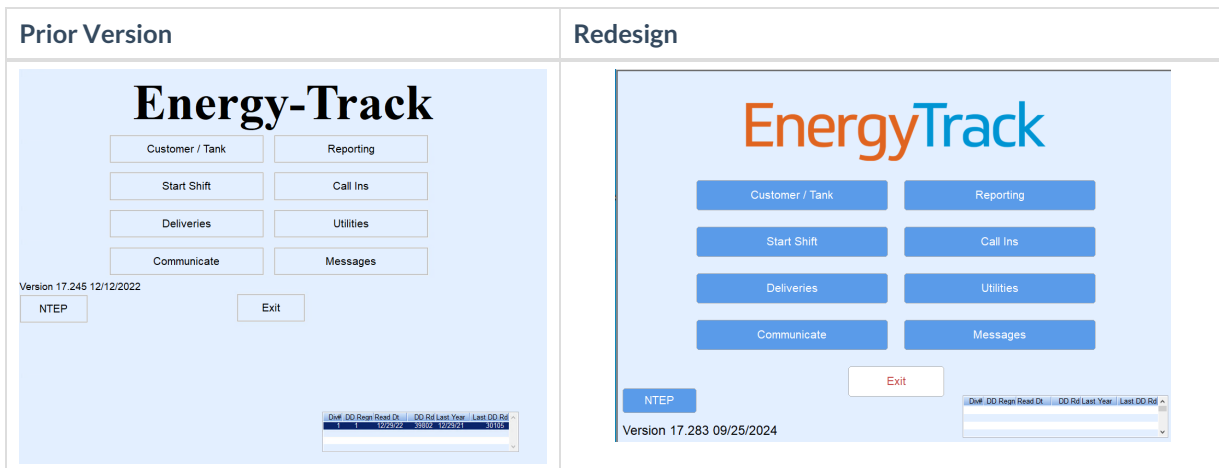 Prior Version
Redesign
Energy-Track
Customer / Tank
Reporting
Start Shift
Call Ins
Deliveries
Utilities
Communicate
Messages
Version 17.245 12/12/2022
NTEP
Exit
Div# DD Regn Read Dt DD Rd Last Year Last DD Rd
1 1 12/29/22 39802 12/29/21 30105
EnergyTrack
Customer / Tank
Reporting
Start Shift
Call Ins
Deliveries
Utilities
Communicate
Messages
Exit
NTEP
Div# DD Regn Read Dt DD Rd Last Year Last DD Rd
Version 17.283 09/25/2024